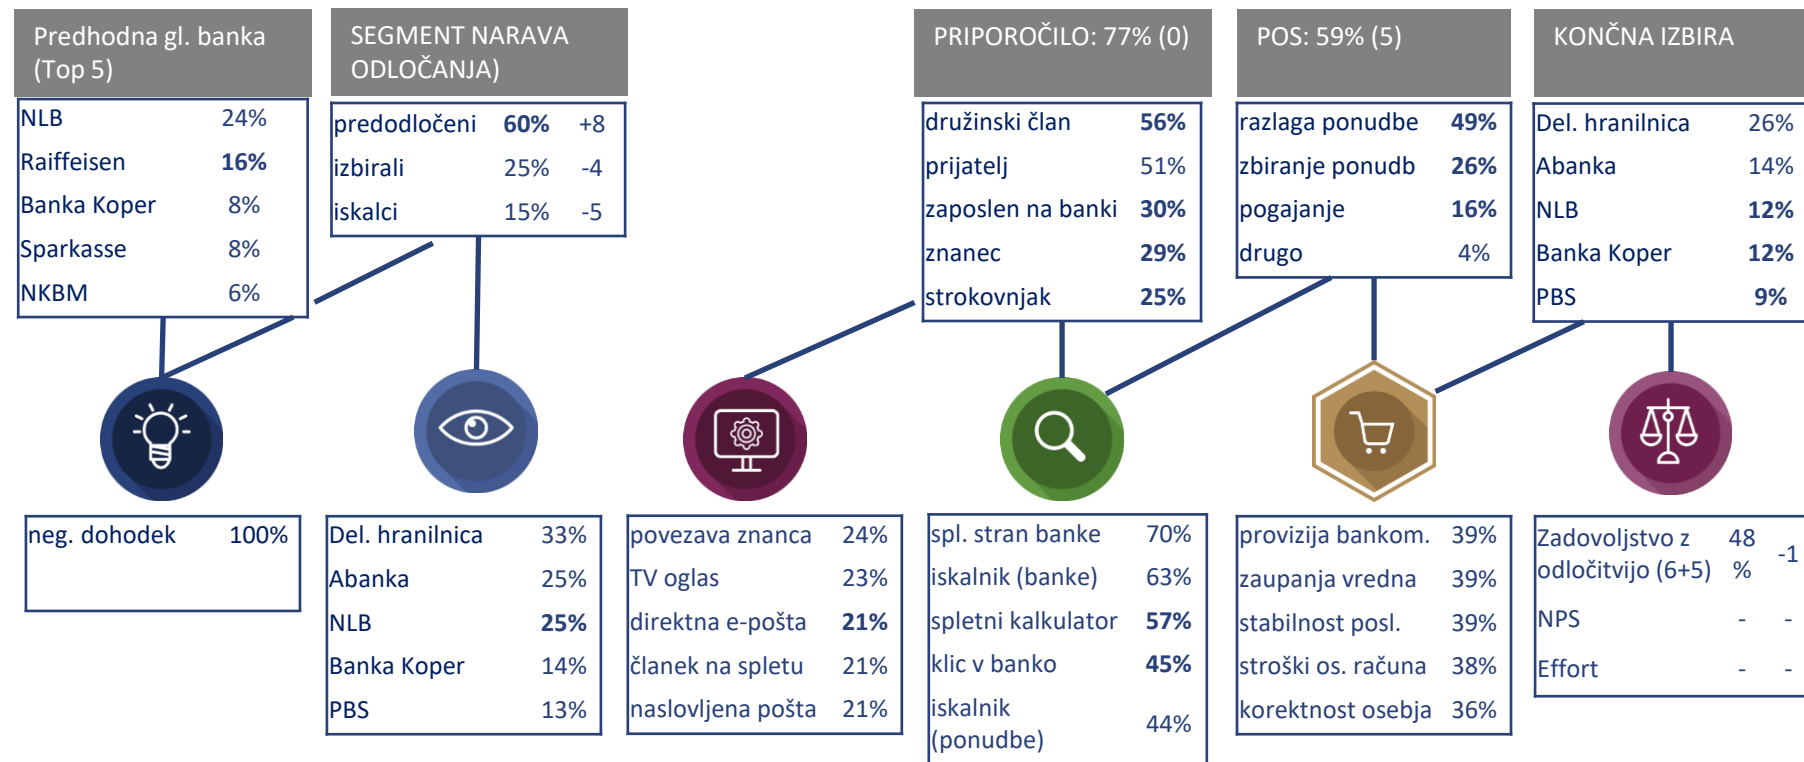 Predhodna gl. banka
(Top 5)
NLB 24%
Raiffeisen 16%
Banka Koper 8%
Sparkasse 8%
NKBM 6%
SEGMENT NARAVA
ODLOČANJA)
predodločeni 60% +8
izbirali 25% -4
iskalci 15% -5
PRIPOROČILO: 77% (0)
družinski član 56%
prijatelj 51%
zaposlen na banki 30%
znanec 29%
strokovnjak 25%
POS: 59% (5)
razlaga ponudbe 49%
zbiranje ponudb 26%
pogajanje 16%
drugo 4%
KONČNA IZBIRA
Del. hranilnica 26%
Abanka 14%
NLB 12%
Banka Koper 12%
PBS 9%
neg. dohodek 100%
Del. hranilnica 33%
Abanka 25%
NLB 25%
Banka Koper 14%
PBS 13%
povezava znanca 24%
TV oglas 23%
direktna e-pošta 21%
članek na spletu 21%
naslovljena pošta 21%
spl. stran banke 70%
iskalnik (banke) 63%
spletni kalkulator 57%
klic v banko 45%
iskalnik
(ponudbe) 44%
provizija bankom. 39%
zaupanja vredna 39%
stabilnost posl. 39%
stroški os. računa 38%
korektnost osebja 36%
Zadovoljstvo z 48
odločitvijo (6+5) % -1
NPS - -
Effort - -